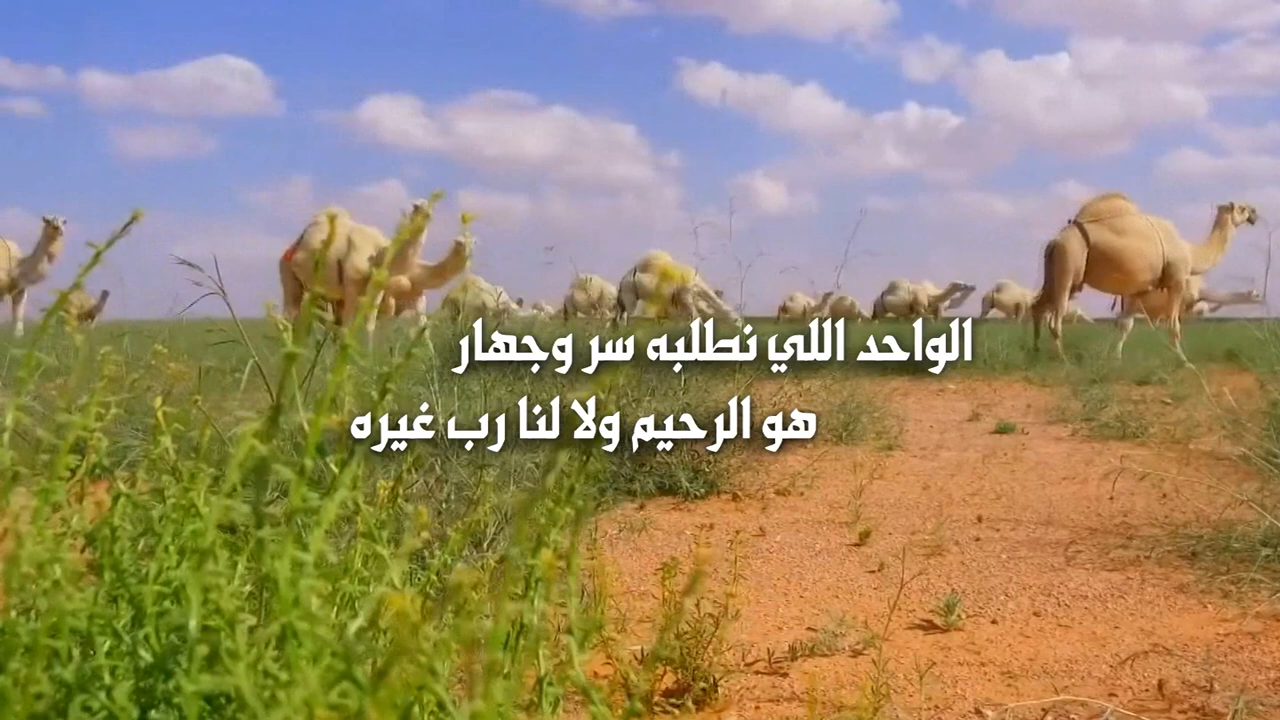 الواحد اللي نطلبه سر وجهار
هو الرحيم ولا لنا رب غيره